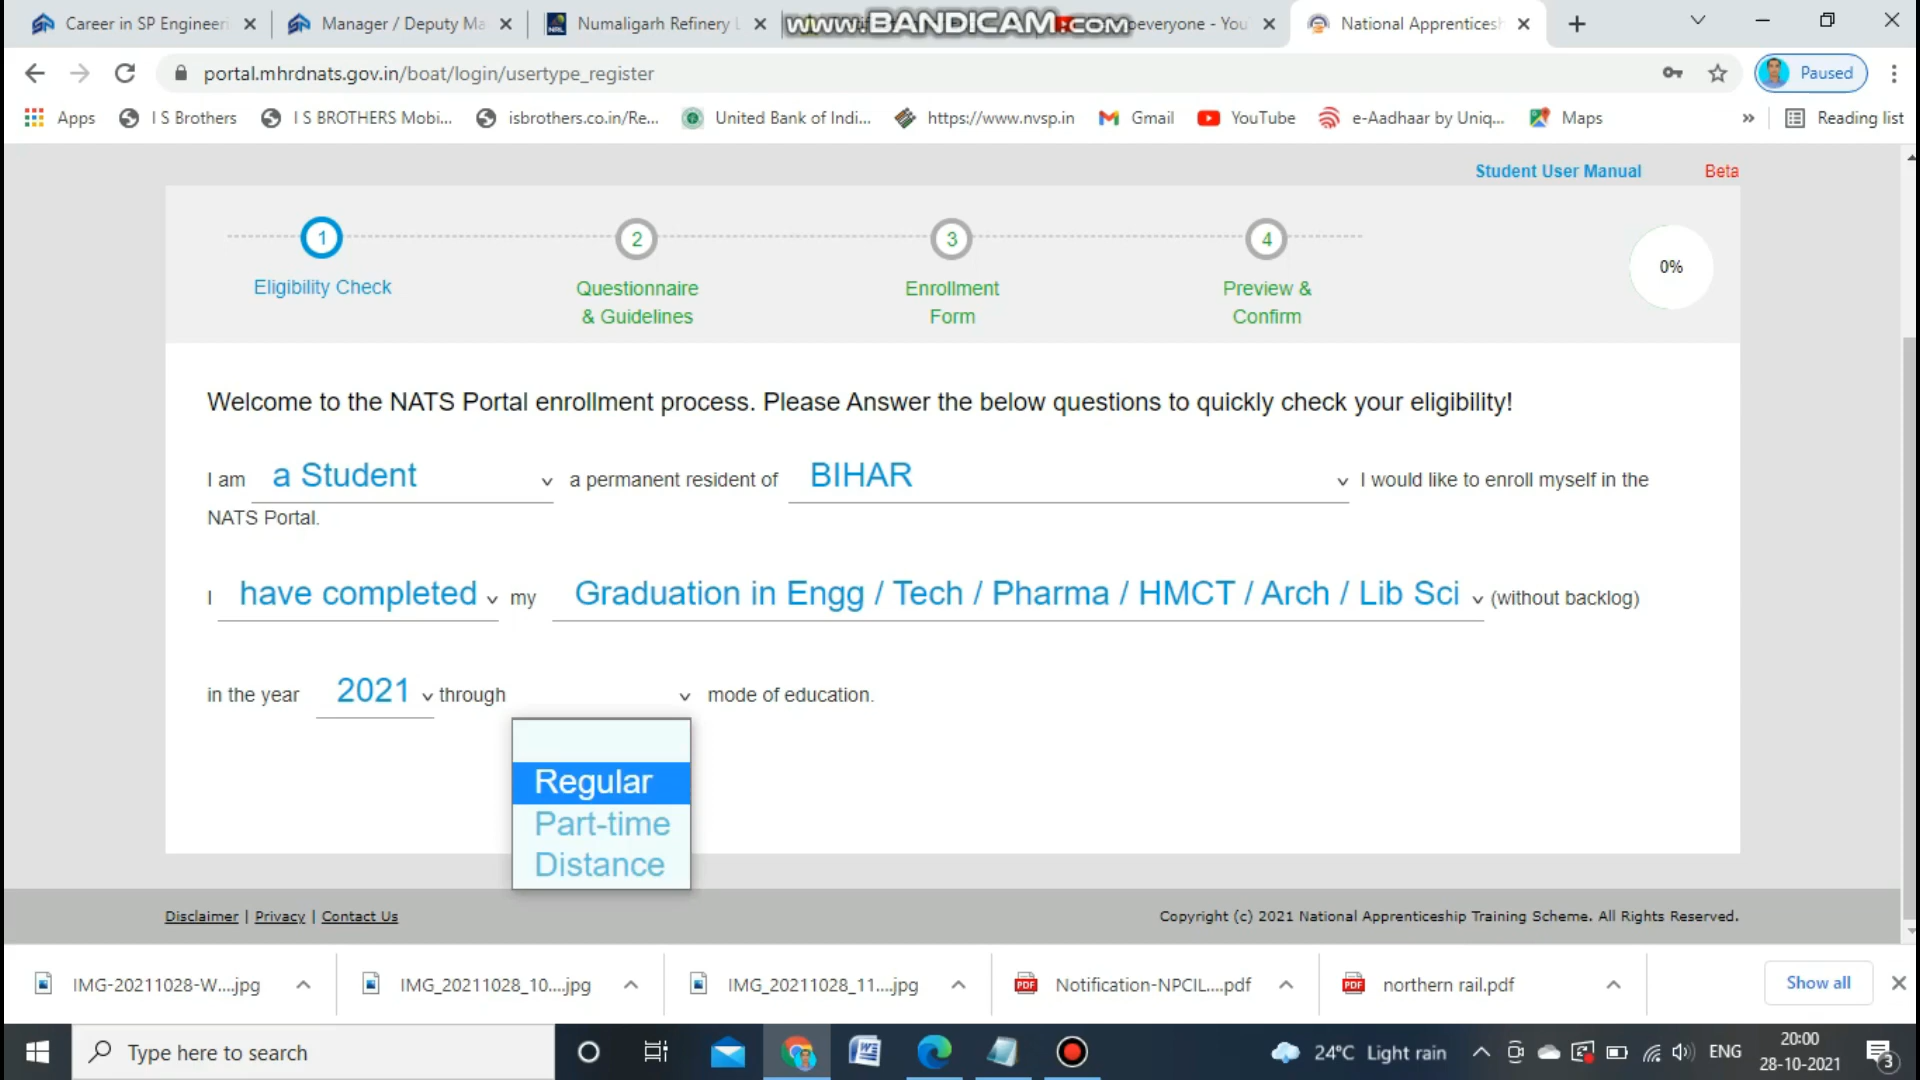 Career in SP Engineeri
Manager / Deputy Ma
Numaligarh Refinery L
www.BANDICAM.com
peveryone - You
National Apprenticesh
portal.mhrdnats.gov.in/boat/login/usertype_register
Paused
Apps
I S Brothers
I S BROTHERS Mobi...
isbrothers.co.in/Re...
United Bank of Indi...
https://www.nvsp.in
Gmail
YouTube
e-Aadhaar by Uniq...
Maps
»
Reading list
Student User Manual
Beta
1
2
3
4
0%
Eligibility Check
Questionnaire
& Guidelines
Enrollment
Form
Preview &
Confirm
Welcome to the NATS Portal enrollment process. Please Answer the below questions to quickly check your eligibility!
I am a Student a permanent resident of BIHAR I would like to enroll myself in the
NATS Portal.
I have completed my Graduation in Engg / Tech / Pharma / HMCT / Arch / Lib Sci (without backlog)
in the year 2021 through mode of education.
Regular
Part-time
Distance
Disclaimer | Privacy | Contact Us
Copyright (c) 2021 National Apprenticeship Training Scheme. All Rights Reserved.
IMG-20211028-W....jpg
IMG_20211028_10....jpg
IMG_20211028_11....jpg
PDF
Notification-NPCIL....pdf
PDF
northern rail.pdf
Show all
Type here to search
24°C Light rain
ENG
20:00
28-10-2021
3